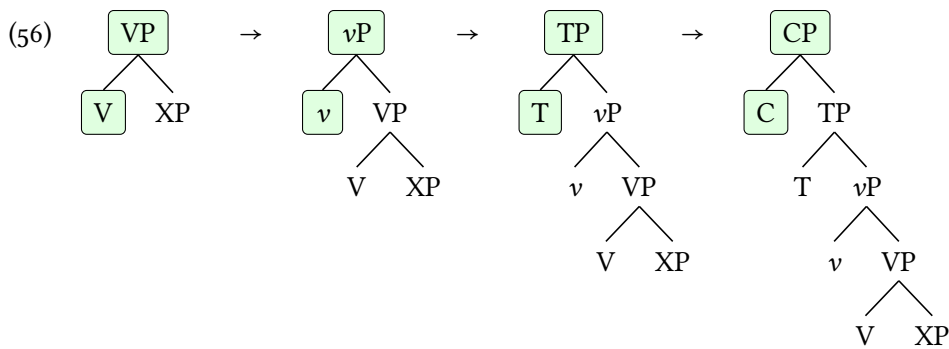 (56) VP → vP → TP → CP
V XP v VP T vP C TP
V XP v VP T vP
V XP v VP
V XP